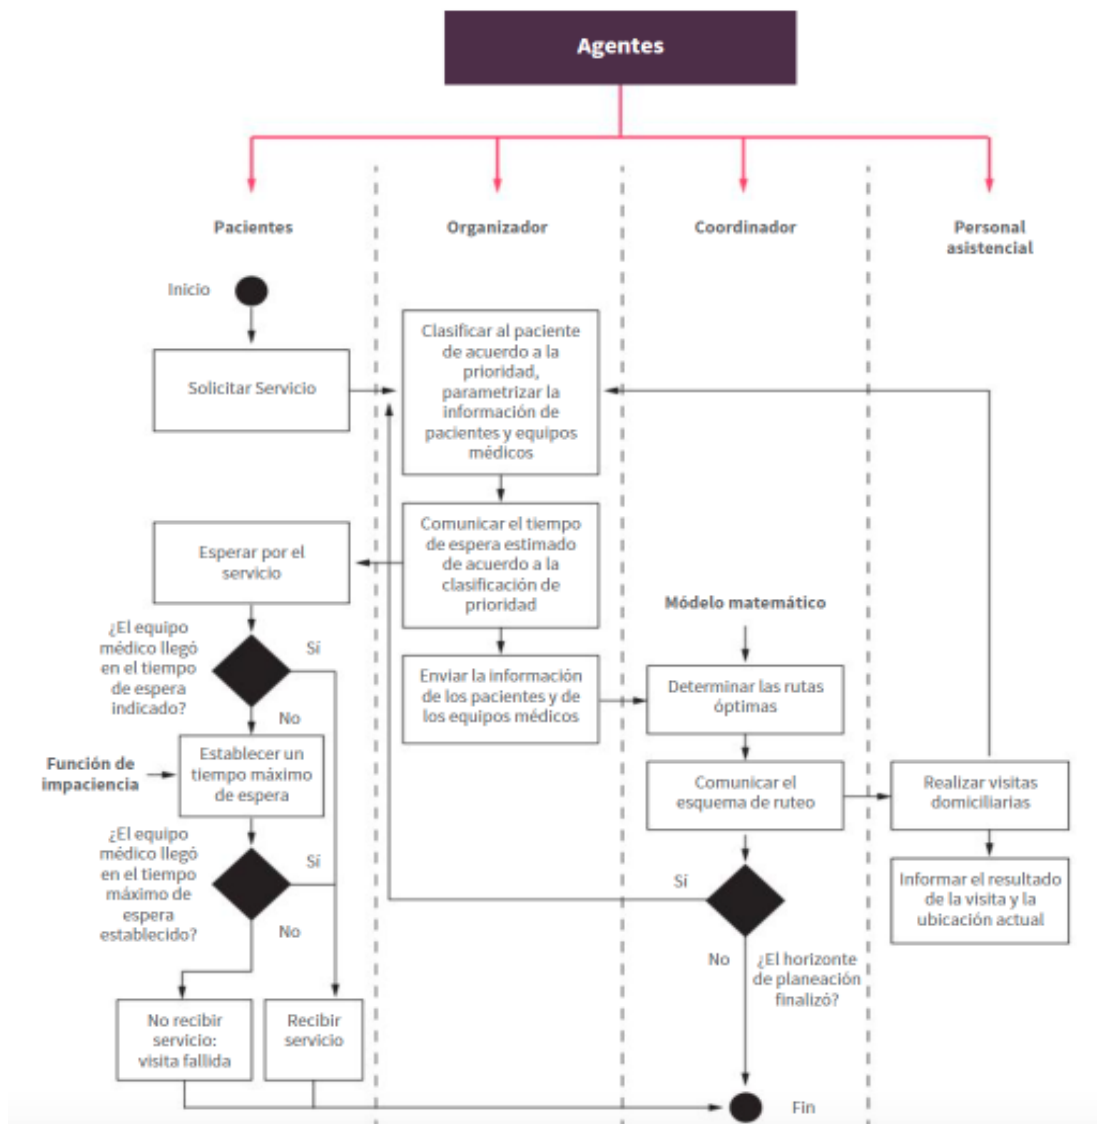 Agentes
Pacientes
Organizador
Coordinador
Personal
asistencial
Inicio
Solicitar Servicio
Clasificar al paciente
de acuerdo a la
prioridad,
parametrizar la
información de
pacientes y equipos
médicos
Esperar por el
servicio
Comunicar el tiempo
de espera estimado
de acuerdo a la
clasificación de
prioridad
¿El equipo
médico llegó
en el tiempo
de espera
indicado?
Sí
No
Enviar la información
de los pacientes y de
los equipos médicos
Módelo matemático
Determinar las rutas
óptimas
Función de
impaciencia
Establecer un
tiempo máximo
de espera
Comunicar el
esquema de ruteo
Realizar visitas
domiciliarias
¿El equipo
médico llegó
en el tiempo
máximo de
espera
establecido?
Sí
No
Sí
No
¿El horizonte
de planeación
finalizó?
Informar el resultado
de la visita y la
ubicación actual
No recibir
servicio:
visita fallida
Recibir
servicio
Fin